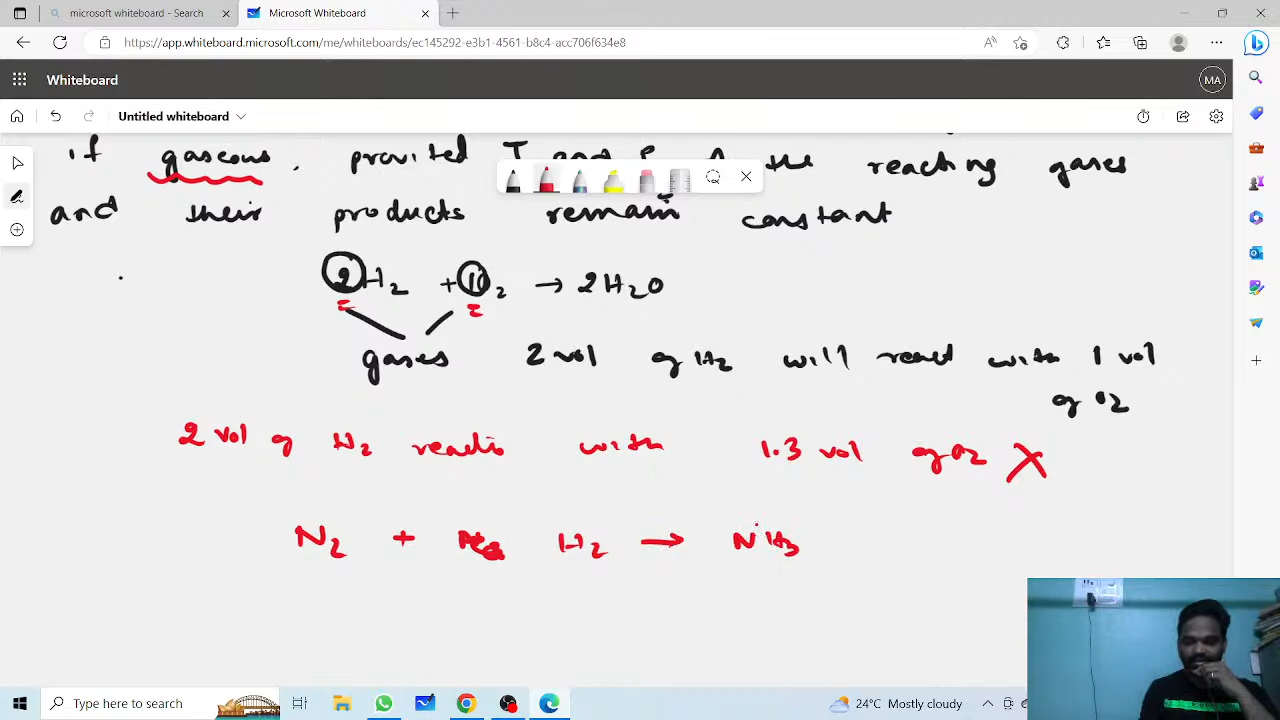 microsoft whiteboard - Search
Microsoft Whiteboard
https://app.whiteboard.microsoft.com/me/whiteboards/ec145292-e3b1-4561-b8c4-acc706f634e8
Whiteboard
MA
Untitled whiteboard
if gaseous. provited T and P the reacting gases
and their products remain constant
2H2 + 1O2 → 2H2O
gases 2 vol of H2 will react with 1 vol
of O2
2 vol of H2 reacts with 1.3 vol of O2 X
N2 + H2 → NH3
Type here to search
24°C Mostly cloudy